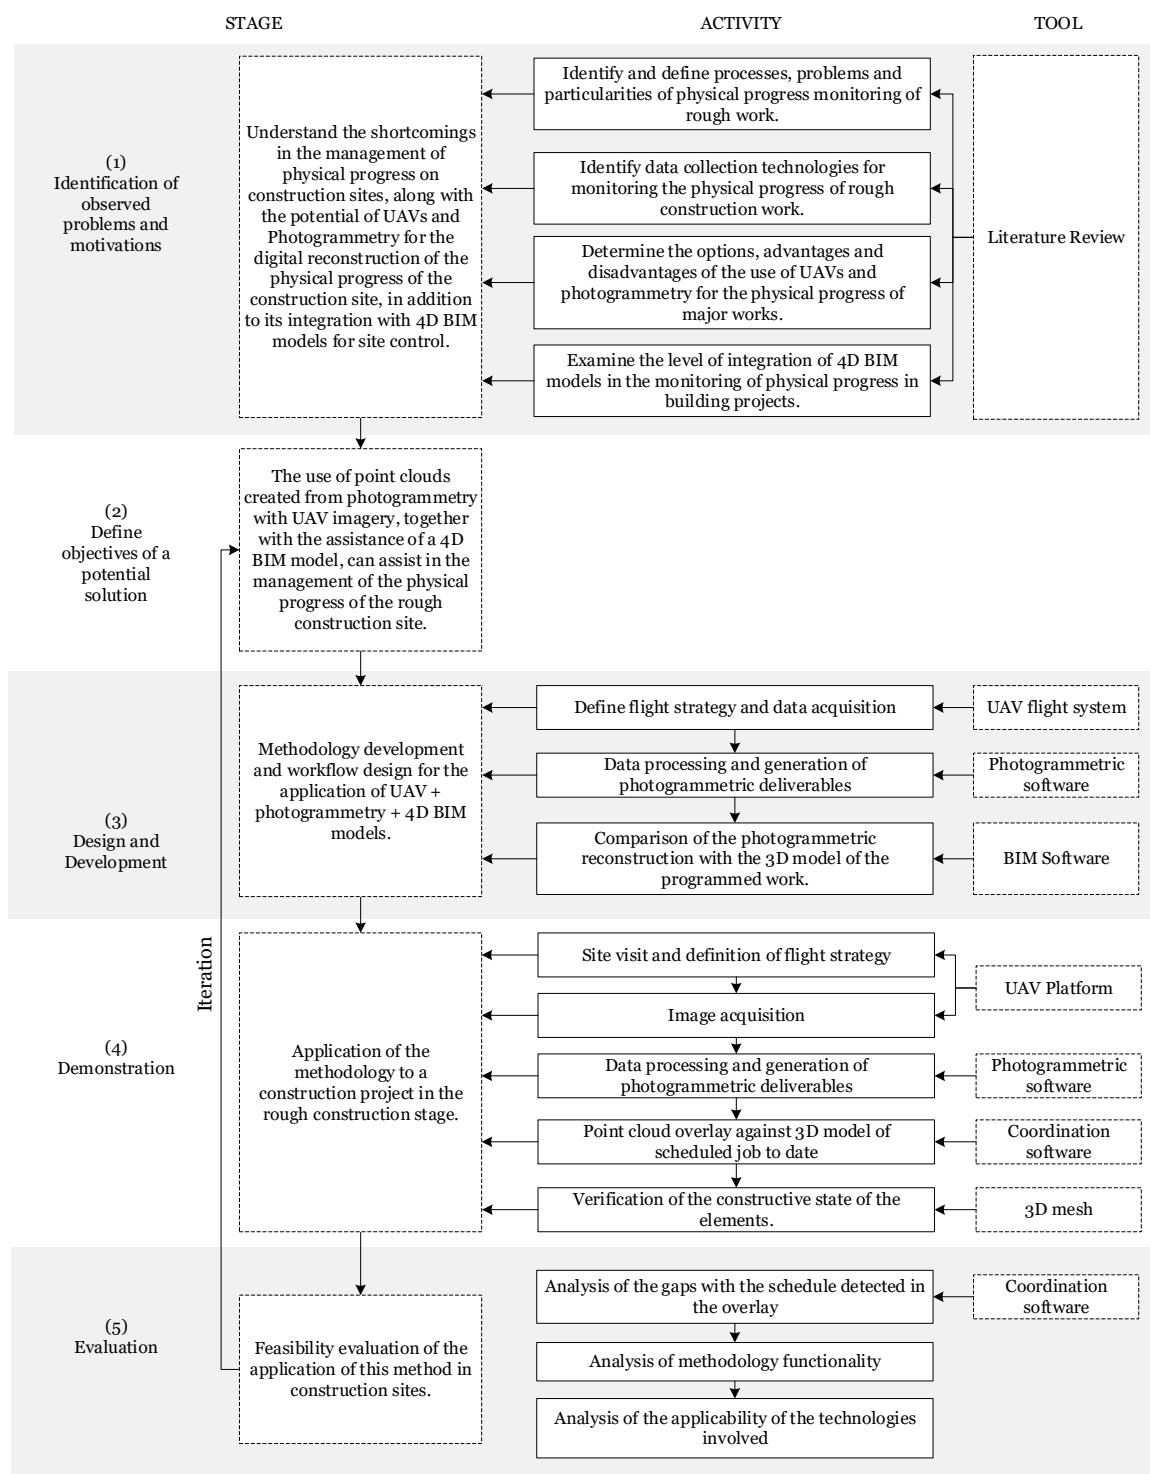 STAGE
ACTIVITY
TOOL
(1)
Identification of
observed
problems and
motivations
Understand the shortcomings
in the management of
physical progress on
construction sites, along with
the potential of UAVs and
Photogrammetry for the
digital reconstruction of the
physical progress of the
construction site, in addition
to its integration with 4D BIM
models for site control.
Identify and define processes, problems and
particularities of physical progress monitoring of
rough work.
Identify data collection technologies for
monitoring the physical progress of rough
construction work.
Determine the options, advantages and
disadvantages of the use of UAVs and
photogrammetry for the physical progress of
major works.
Examine the level of integration of 4D BIM
models in the monitoring of physical progress in
building projects.
Literature Review
(2)
Define
objectives of a
potential
solution
The use of point clouds
created from photogrammetry
with UAV imagery, together
with the assistance of a 4D
BIM model, can assist in the
management of the physical
progress of the rough
construction site.
(3)
Design and
Development
Methodology development
and workflow design for the
application of UAV +
photogrammetry + 4D BIM
models.
Define flight strategy and data acquisition
UAV flight system
Data processing and generation of
photogrammetric deliverables
Photogrammetric
software
Comparison of the photogrammetric
reconstruction with the 3D model of the
programmed work.
BIM Software
Iteration
(4)
Demonstration
Application of the
methodology to a
construction project in the
rough construction stage.
Site visit and definition of flight strategy
Image acquisition
UAV Platform
Data processing and generation of
photogrammetric deliverables
Photogrammetric
software
Point cloud overlay against 3D model of
scheduled job to date
Coordination
software
Verification of the constructive state of the
elements.
3D mesh
(5)
Evaluation
Feasibility evaluation of the
application of this method in
construction sites.
Analysis of the gaps with the schedule detected in
the overlay
Coordination
software
Analysis of methodology functionality
Analysis of the applicability of the technologies
involved